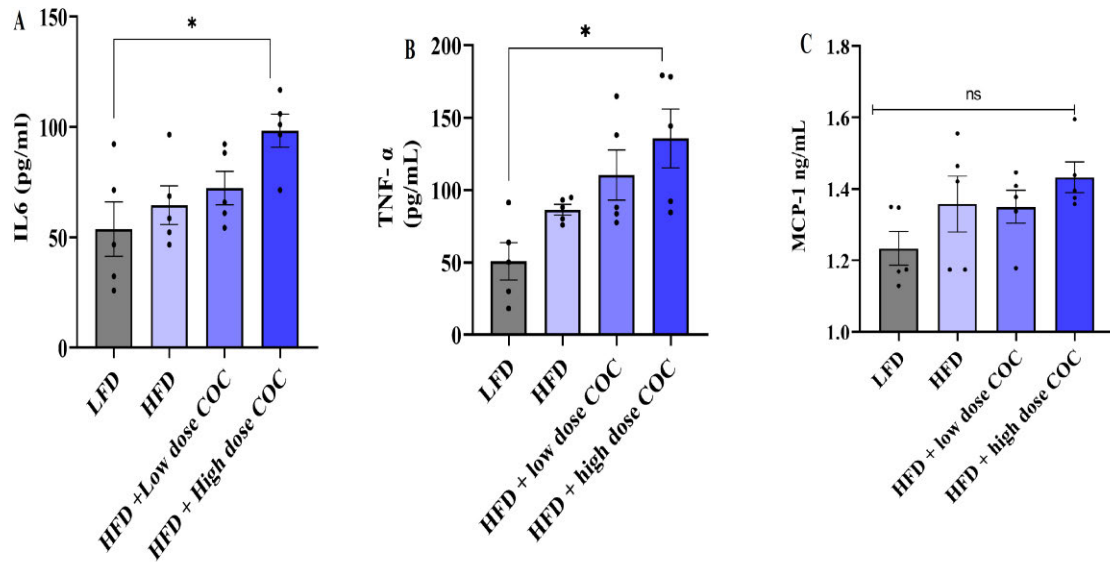 A
IL6 (pg/ml)
150
100
50
0
*
LFD
HFD
HFD +Low dose COC
HFD + High dose COC
B
TNF- α
(pg/mL)
200
150
100
50
0
*
LFD
HFD
HFD + low dose COC
HFD + high dose COC
C
MCP-1 ng/mL
1.8
1.6
1.4
1.2
1.0
ns
LFD
HFD
HFD + low dose COC
HFD + high dose COC